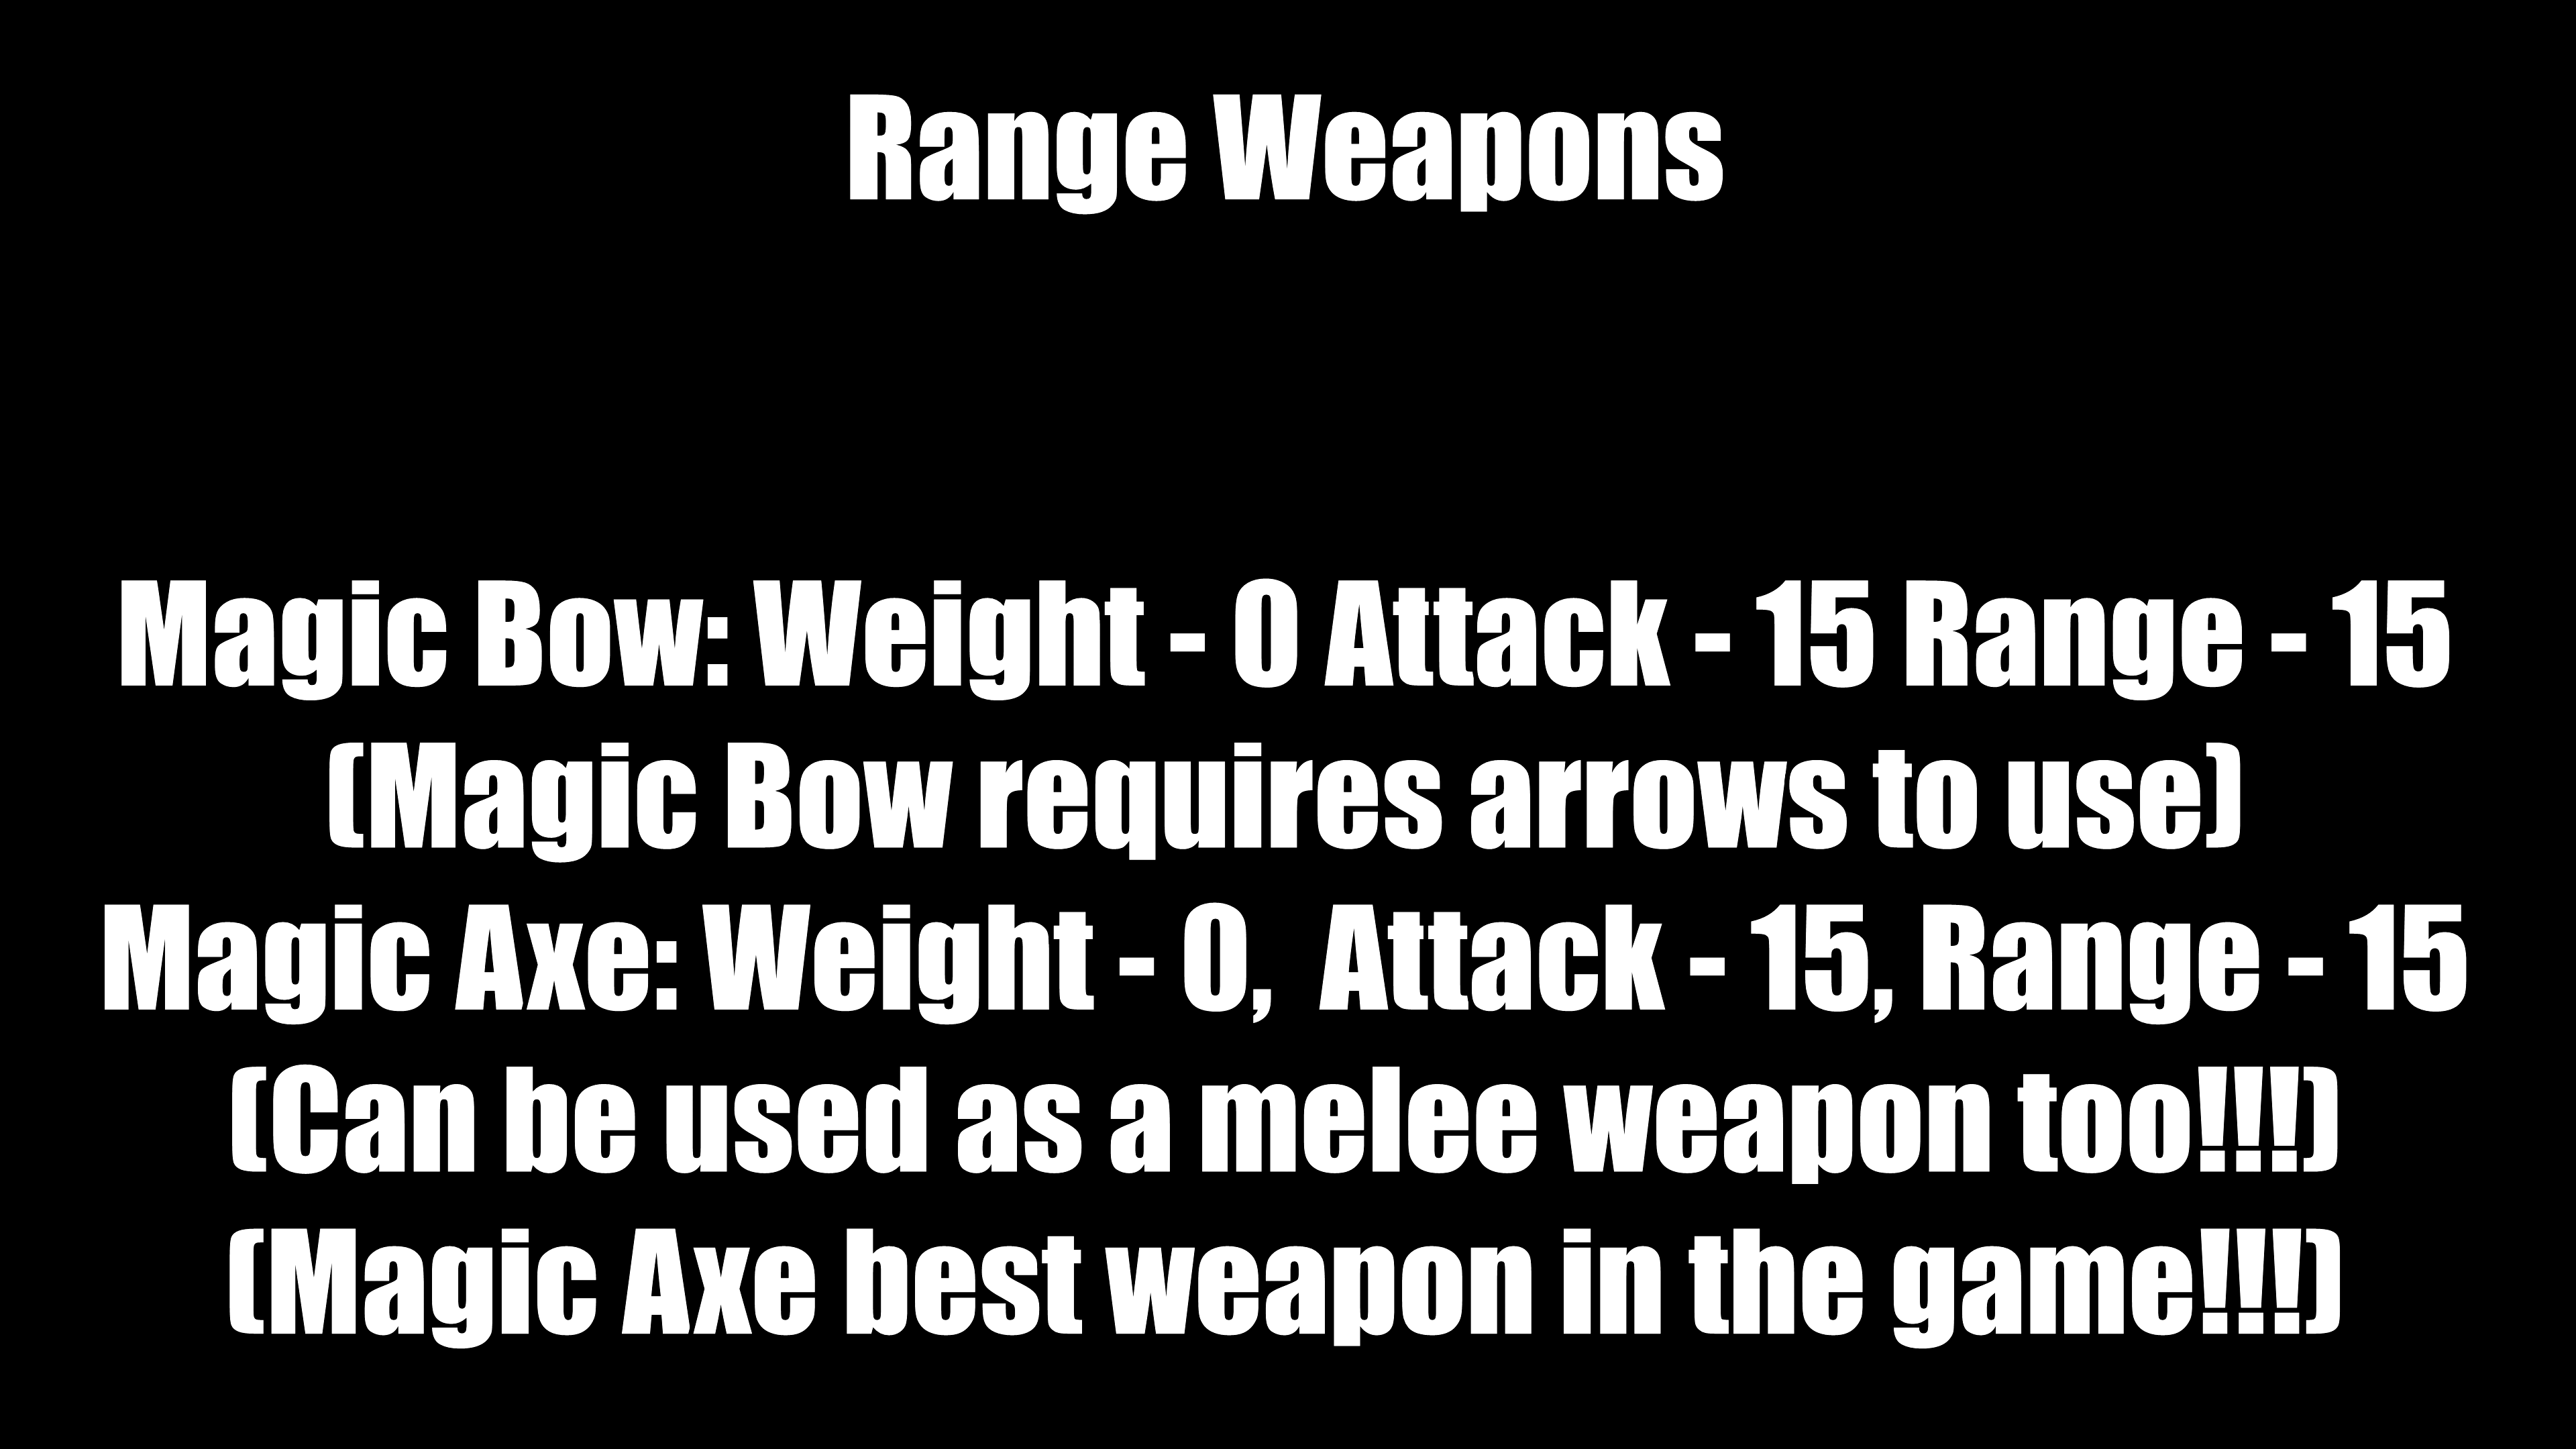 Range Weapons
Magic Bow: Weight - 0 Attack - 15 Range - 15
(Magic Bow requires arrows to use)
Magic Axe: Weight - 0,  Attack - 15, Range - 15
(Can be used as a melee weapon too!!!)
(Magic Axe best weapon in the game!!!)